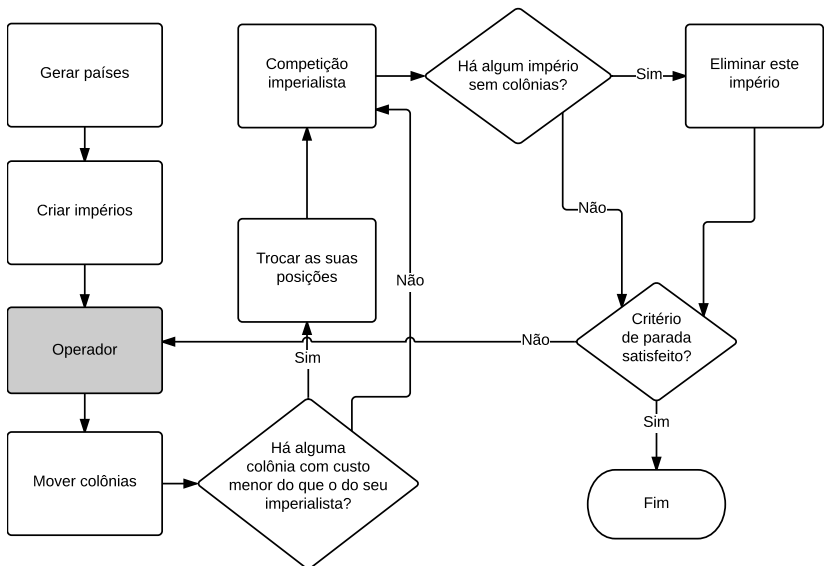 Gerar países
Criar impérios
Operador
Mover colônias
Há alguma
colônia com custo
menor do que o do seu
imperialista?
Sim
Não
Trocar as suas
posições
Competição
imperialista
Há algum império
sem colônias?
Sim
Não
Eliminar este
império
Critério
de parada
satisfeito?
Não
Sim
Fim